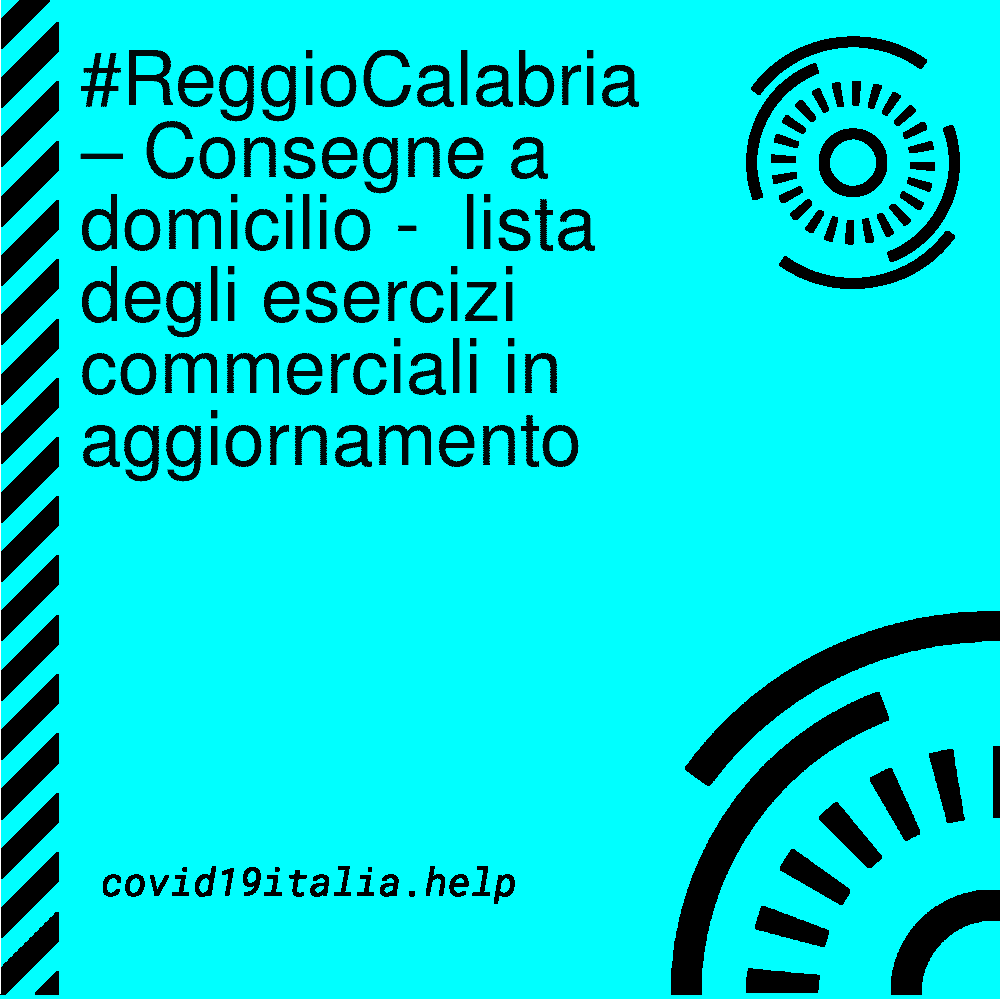 #ReggioCalabria
– Consegne a
domicilio -  lista
degli esercizi
commerciali in
aggiornamento
covid19italia.help